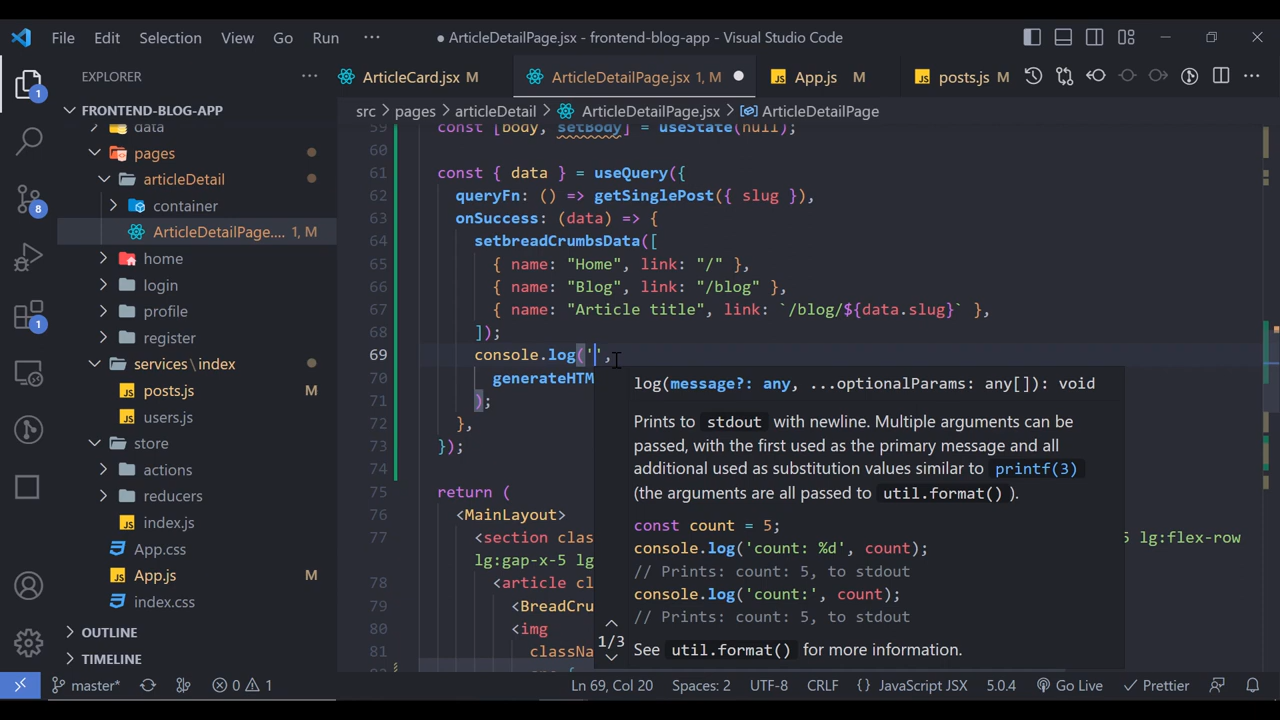 File Edit Selection View Go Run ··· ● ArticleDetailPage.jsx - frontend-blog-app - Visual Studio Code
EXPLORER ···
ArticleCard.jsx M ArticleDetailPage.jsx 1, M App.js M posts.js M ···
FRONTEND-BLOG-APP
src > pages > articleDetail > ArticleDetailPage.jsx > ArticleDetailPage
data
pages
articleDetail
container
ArticleDetailPage.... 1, M
home
login
profile
register
services\index
posts.js M
users.js
store
actions
reducers
index.js
App.css
App.js M
index.css
OUTLINE
TIMELINE
8
1
1
59 const [body, setBody] = useState(null);
60
61 const { data } = useQuery({
62 queryFn: () => getSinglePost({ slug }),
63 onSuccess: (data) => {
64 setbreadCrumbsData([
65 { name: "Home", link: "/" },
66 { name: "Blog", link: "/blog" },
67 { name: "Article title", link: `/blog/${data.slug}` },
68 ]);
69 console.log('',
70 generateHTM
71 );
72 },
73 });
74
75 return (
76 <MainLayout>
77 <section class 5 lg:flex-row
lg:gap-x-5 lg
78 <article cl
79 <BreadCru
80 <img
81 classNa
log(message?: any, ...optionalParams: any[]): void
Prints to stdout with newline. Multiple arguments can be
passed, with the first used as the primary message and all
additional used as substitution values similar to printf(3)
(the arguments are all passed to util.format() ).
const count = 5;
console.log('count: %d', count);
// Prints: count: 5, to stdout
console.log('count:', count);
// Prints: count: 5, to stdout
1/3
See util.format() for more information.
master* 0 1 Ln 69, Col 20 Spaces: 2 UTF-8 CRLF {} JavaScript JSX 5.0.4 Go Live Prettier